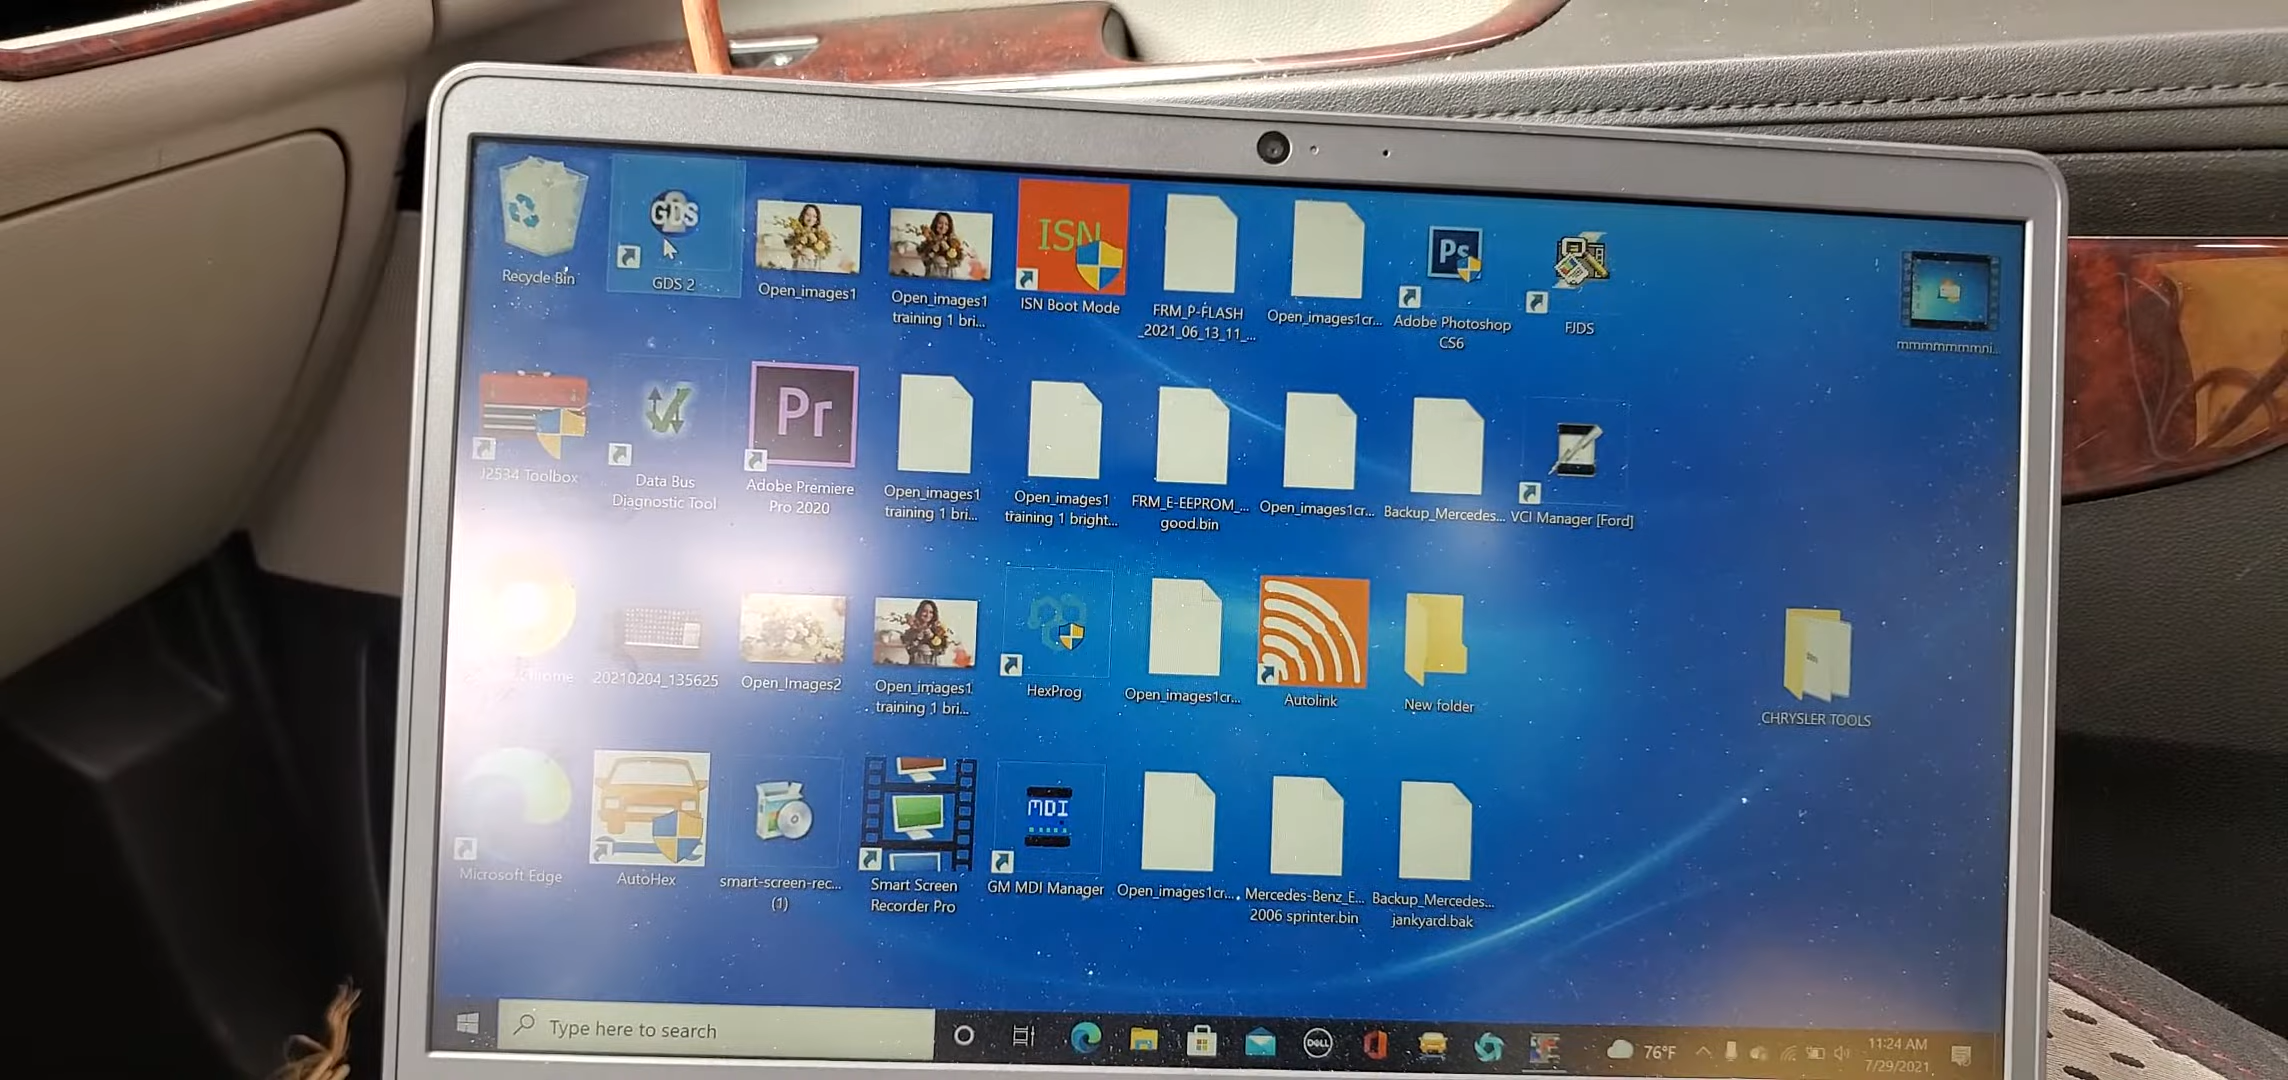 GDS
Recycle Bin
GDS 2
Open_images1
Open_images1
training 1 bri...
ISN
ISN Boot Mode
FRM_P-FLASH
_2021_06_13_11_...
Open_images1cr...
Ps
Adobe Photoshop
CS6
FJDS
mmmmmmmni...
J2534 Toolbox
Data Bus
Diagnostic Tool
Pr
Adobe Premiere
Pro 2020
Open_images1
training 1 bri...
Open_images1
training 1 bright...
FRM_E-EEPROM_...
good.bin
Open_images1cr...
Backup_Mercedes...
VCI Manager [Ford]
Chrome
20210204_135625
Open_Images2
Open_images1
training 1 bri...
HexProg
Open_images1cr...
Autolink
New folder
CHRYSLER TOOLS
Microsoft Edge
AutoHex
smart-screen-rec...
(1)
Smart Screen
Recorder Pro
MDI
GM MDI Manager
Open_images1cr...
Mercedes-Benz_E...
2006 sprinter.bin
Backup_Mercedes...
jankyard.bak
Type here to search
DELL
76°F
11:24 AM
7/29/2021